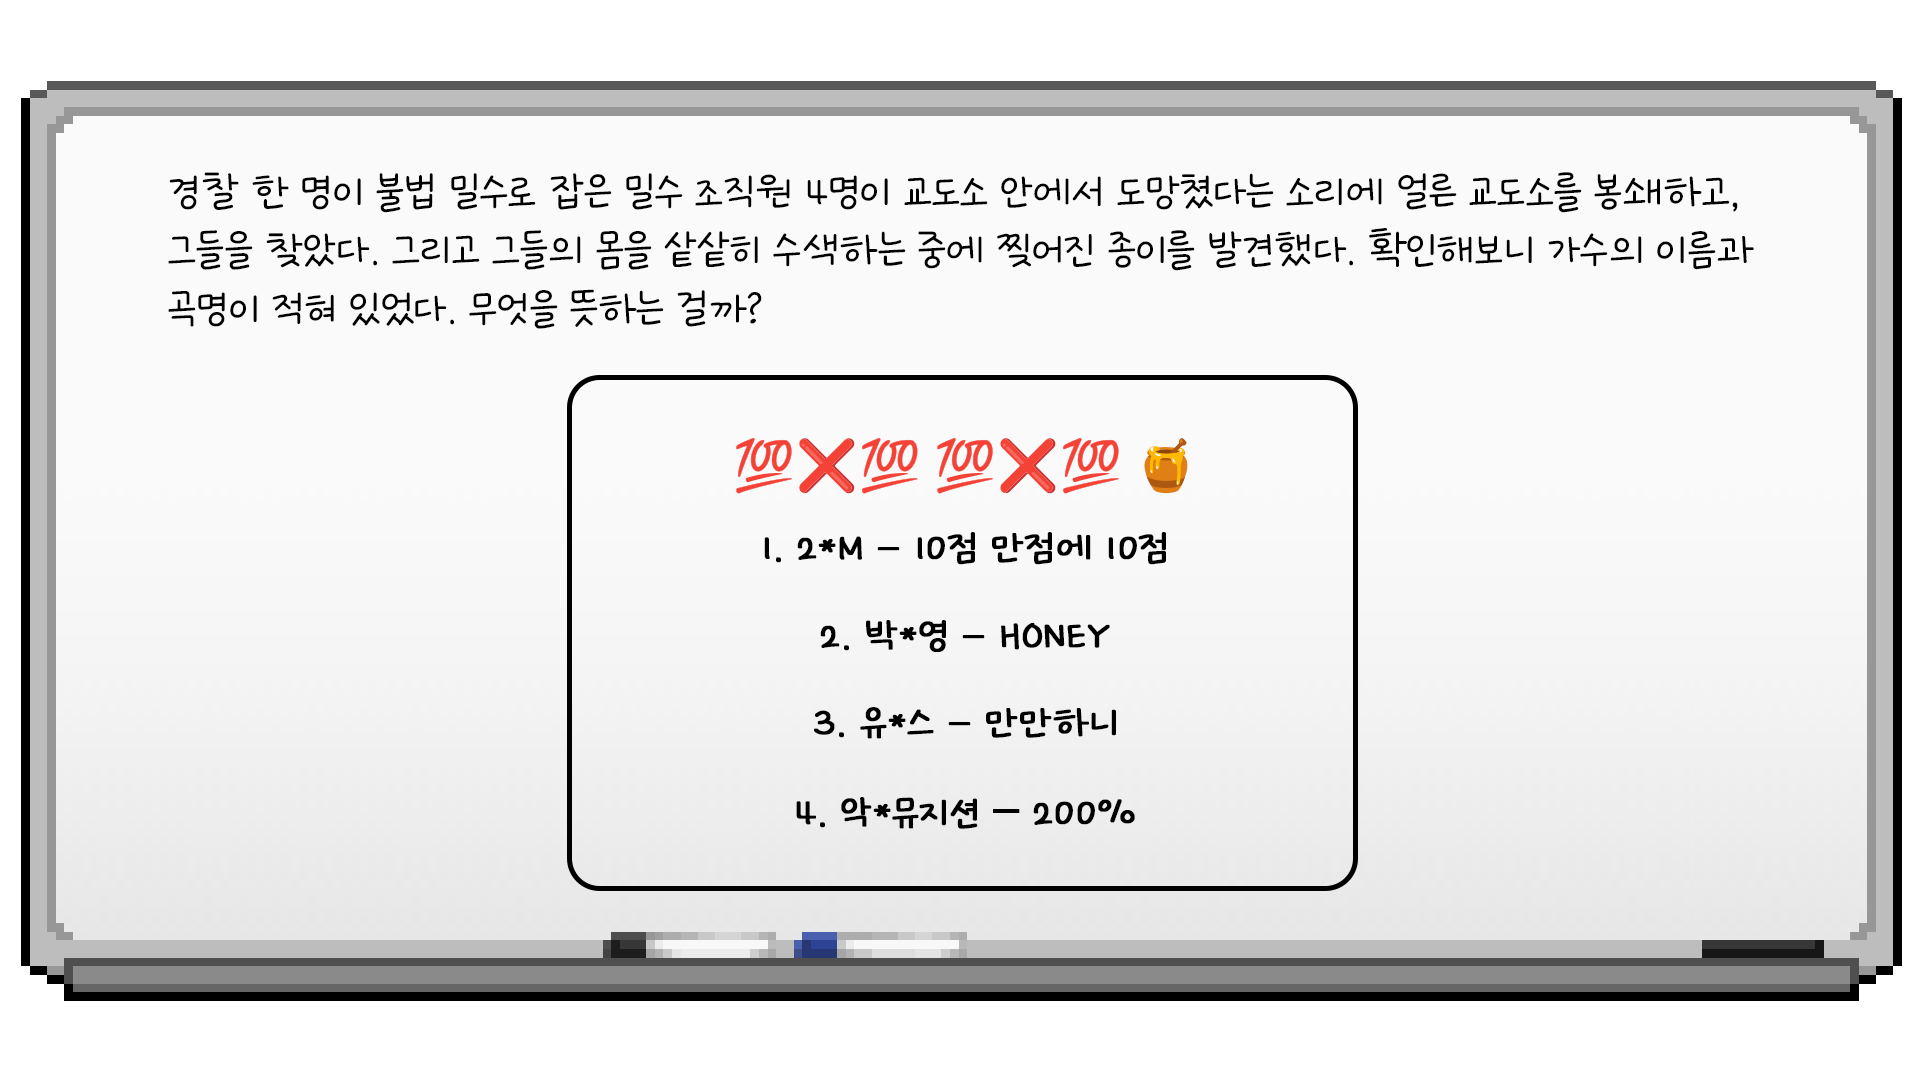 경찰 한 명이 불법 밀수로 잡은 밀수 조직원 4명이 교도소 안에서 도망쳤다는 소리에 얼른 교도소를 봉쇄하고,
그들을 찾았다. 그리고 그들의 몸을 샅샅히 수색하는 중에 찢어진 종이를 발견했다. 확인해보니 가수의 이름과
곡명이 적혀 있었다. 무엇을 뜻하는 걸까?
💯❌💯 💯❌💯 🍯
1. 2*M – 10점 만점에 10점
2. 박*영 – HONEY
3. 유*스 – 만만하니
4. 악*뮤지션 – 200%